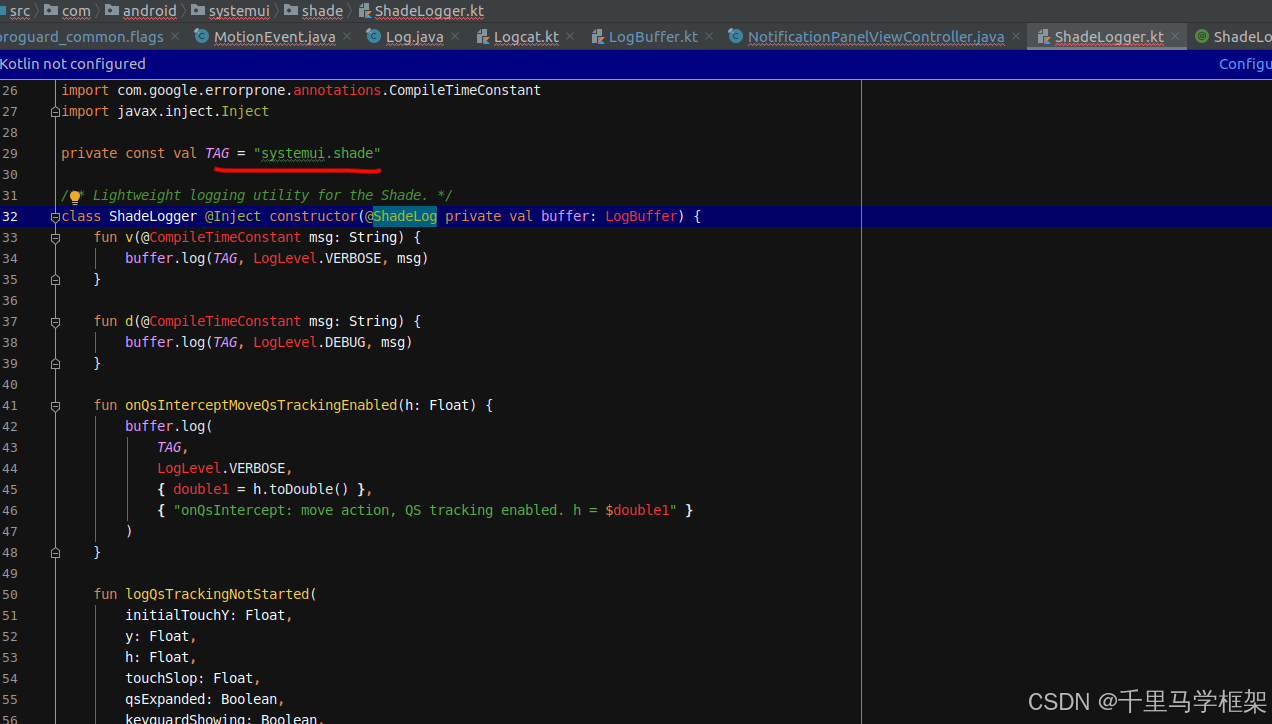 src com android systemui shade ShadeLogger.kt
proguard_common.flags MotionEvent.java Log.java Logcat.kt LogBuffer.kt NotificationPanelViewController.java ShadeLogger.kt ShadeLo
Kotlin not configured Configu
26 import com.google.errorprone.annotations.CompileTimeConstant
27 import javax.inject.Inject
28
29 private const val TAG = "systemui.shade"
30
31 /** Lightweight logging utility for the Shade. */
32 class ShadeLogger @Inject constructor(@ShadeLog private val buffer: LogBuffer) {
33 fun v(@CompileTimeConstant msg: String) {
34 buffer.log(TAG, LogLevel.VERBOSE, msg)
35 }
36
37 fun d(@CompileTimeConstant msg: String) {
38 buffer.log(TAG, LogLevel.DEBUG, msg)
39 }
40
41 fun onQsInterceptMoveQsTrackingEnabled(h: Float) {
42 buffer.log(
43 TAG,
44 LogLevel.VERBOSE,
45 { double1 = h.toDouble() },
46 { "onQsIntercept: move action, QS tracking enabled. h = $double1" }
47 )
48 }
49
50 fun logQsTrackingNotStarted(
51 initialTouchY: Float,
52 y: Float,
53 h: Float,
54 touchSlop: Float,
55 qsExpanded: Boolean,
56 keyguardShowing: Boolean,
CSDN @千里马学框架